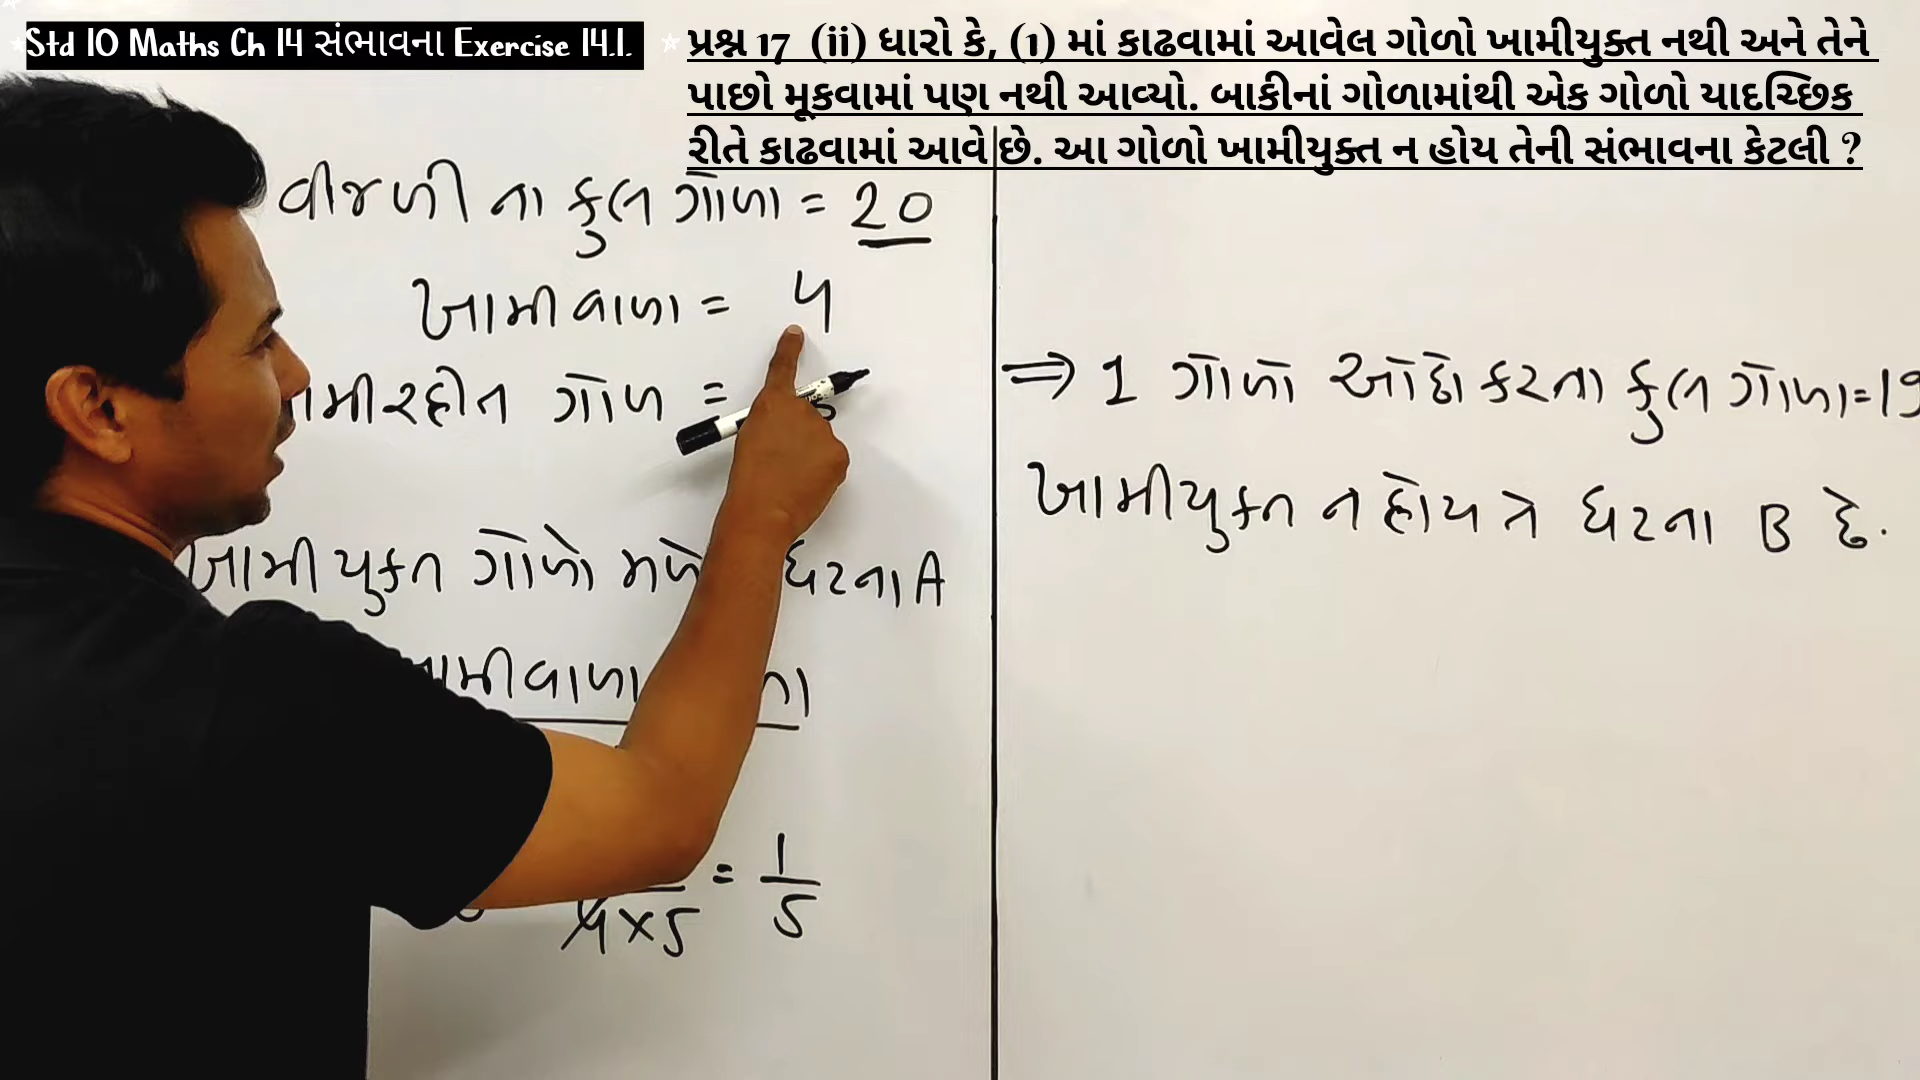 Std 10 Maths Ch 14 સંભાવના Exercise 14.1.
પ્રશ્ન 17 (ii) ધારો કે, (1) માં કાઢવામાં આવેલ ગોળો ખામીયુક્ત નથી અને તેને
પાછો મૂકવામાં પણ નથી આવ્યો. બાકીનાં ગોળામાંથી એક ગોળો યાદચ્છિક
રીતે કાઢવામાં આવે છે. આ ગોળો ખામીયુક્ત ન હોય તેની સંભાવના કેટલી ?
વીજળી ના કુલ ગોળા = 20
ખામી વાળા = 4
રહીત ગોળ =
ખામી યુક્ત ગોળો મળે ઘટના A
= 1/5
4 × 5
⇒ 1 ગોળો ઓછો કરતા કુલ ગોળા = 19
ખામીયુક્ત ન હોય તે ઘટના B છે.